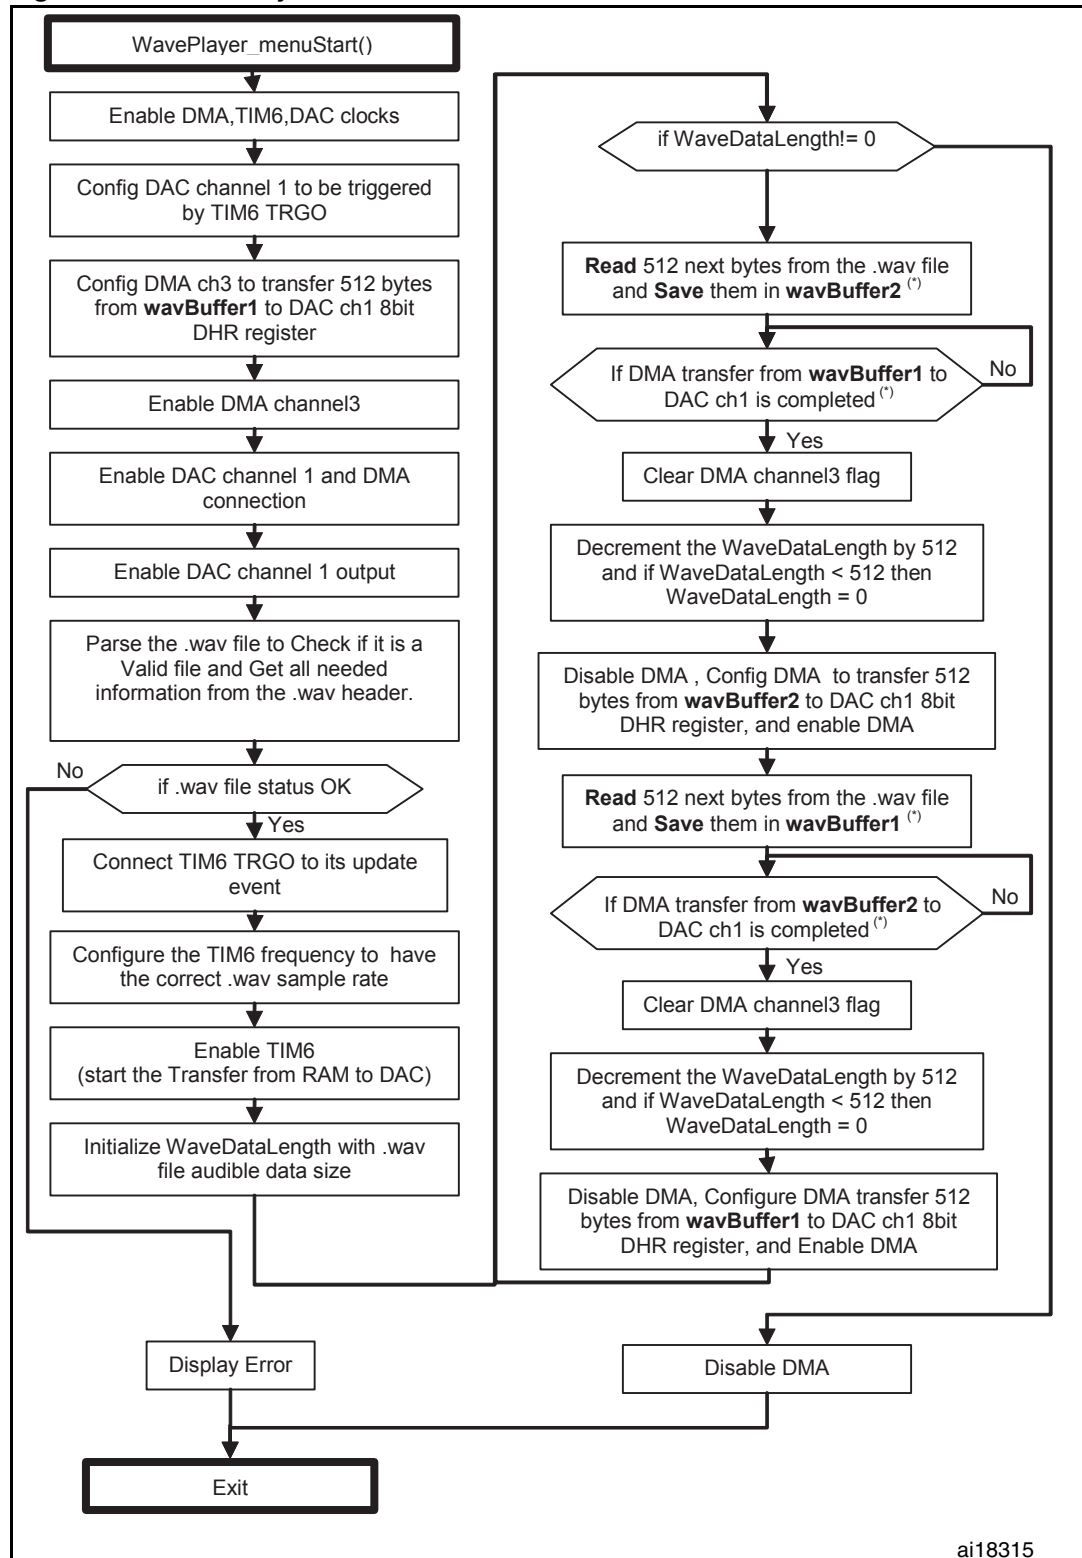 WavePlayer_menuStart()
Enable DMA,TIM6,DAC clocks
Config DAC channel 1 to be triggered
by TIM6 TRGO
Config DMA ch3 to transfer 512 bytes
from wavBuffer1 to DAC ch1 8bit
DHR register
Enable DMA channel3
Enable DAC channel 1 and DMA
connection
Enable DAC channel 1 output
Parse the .wav file to Check if it is a
Valid file and Get all needed
information from the .wav header.
No
if .wav file status OK
Yes
Connect TIM6 TRGO to its update
event
Configure the TIM6 frequency to have
the correct .wav sample rate
Enable TIM6
(start the Transfer from RAM to DAC)
Initialize WaveDataLength with .wav
file audible data size
Display Error
Exit
if WaveDataLength!= 0
Read 512 next bytes from the .wav file
and Save them in wavBuffer2 (*)
If DMA transfer from wavBuffer1 to
DAC ch1 is completed (*)
No
Yes
Clear DMA channel3 flag
Decrement the WaveDataLength by 512
and if WaveDataLength < 512 then
WaveDataLength = 0
Disable DMA , Config DMA to transfer 512
bytes from wavBuffer2 to DAC ch1 8bit
DHR register, and enable DMA
Read 512 next bytes from the .wav file
and Save them in wavBuffer1 (*)
If DMA transfer from wavBuffer2 to
DAC ch1 is completed (*)
No
Yes
Clear DMA channel3 flag
Decrement the WaveDataLength by 512
and if WaveDataLength < 512 then
WaveDataLength = 0
Disable DMA, Configure DMA transfer 512
bytes from wavBuffer1 to DAC ch1 8bit
DHR register, and Enable DMA
Disable DMA
ai18315